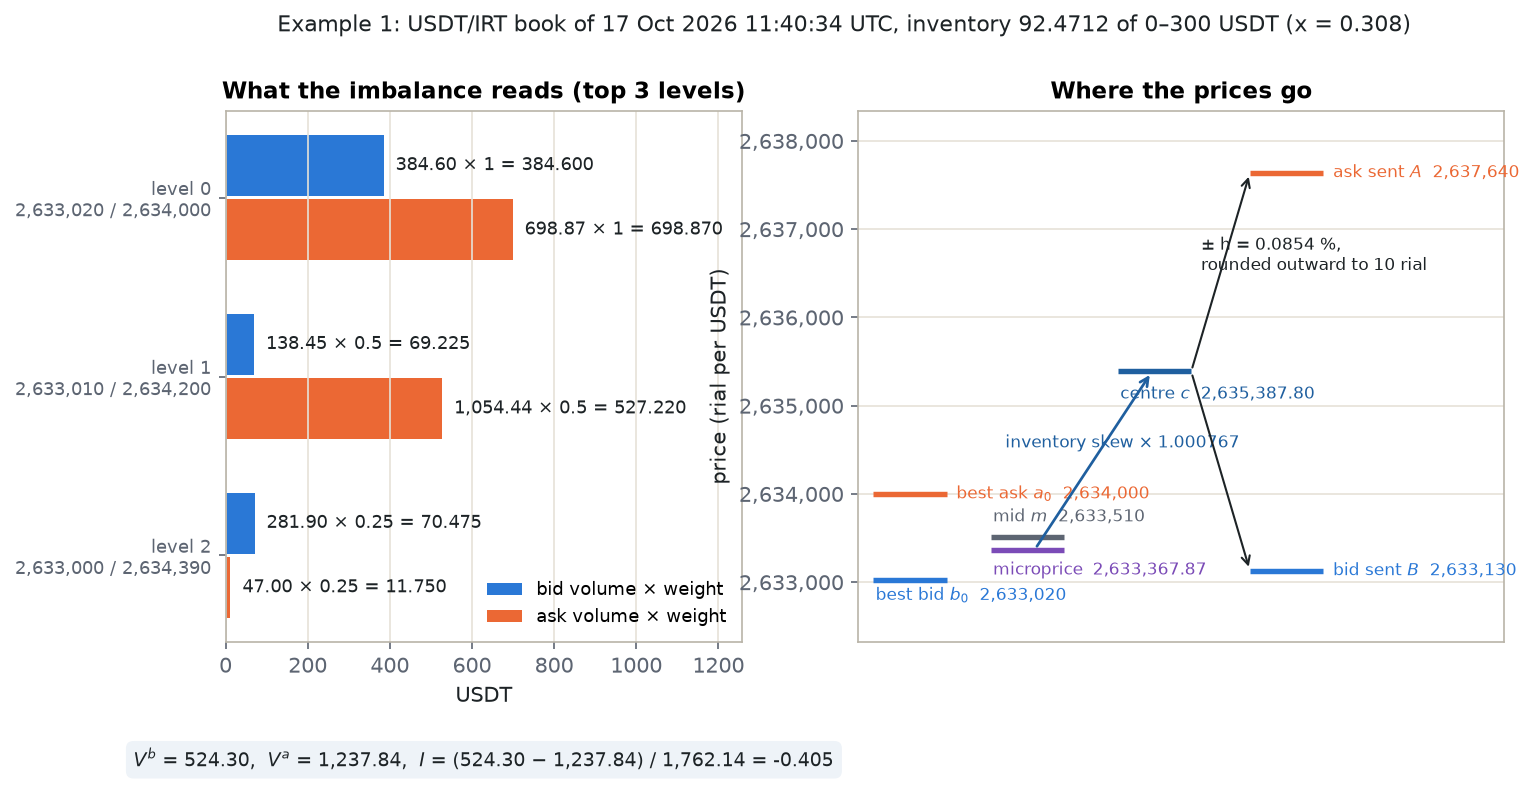 Example 1: USDT/IRT book of 17 Oct 2026 11:40:34 UTC, inventory 92.4712 of 0–300 USDT (x = 0.308)
What the imbalance reads (top 3 levels)
level 0
2,633,020 / 2,634,000
384.60 × 1 = 384.600
698.87 × 1 = 698.870
level 1
2,633,010 / 2,634,200
138.45 × 0.5 = 69.225
1,054.44 × 0.5 = 527.220
level 2
2,633,000 / 2,634,390
281.90 × 0.25 = 70.475
47.00 × 0.25 = 11.750
bid volume × weight
ask volume × weight
0 200 400 600 800 1000 1200
USDT
Vᵇ = 524.30, Vᵃ = 1,237.84, I = (524.30 − 1,237.84) / 1,762.14 = -0.405
Where the prices go
price (rial per USDT)
2,638,000
2,637,000
2,636,000
2,635,000
2,634,000
2,633,000
ask sent A 2,637,640
± h = 0.0854 %,
rounded outward to 10 rial
centre c 2,635,387.80
inventory skew × 1.000767
best ask a₀ 2,634,000
mid m 2,633,510
microprice 2,633,367.87
bid sent B 2,633,130
best bid b₀ 2,633,020